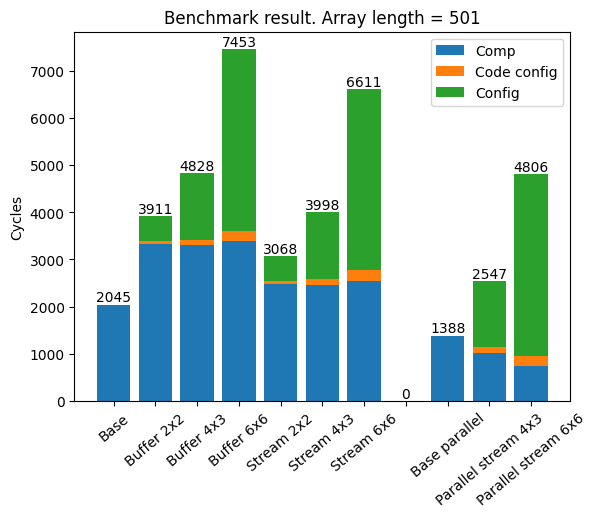 Benchmark result. Array length = 501
Comp
Code config
Config
Cycles
7000
6000
5000
4000
3000
2000
1000
0
2045
3911
4828
7453
3068
3998
6611
0
1388
2547
4806
Base
Buffer 2x2
Buffer 4x3
Buffer 6x6
Stream 2x2
Stream 4x3
Stream 6x6
Base parallel
Parallel stream 4x3
Parallel stream 6x6